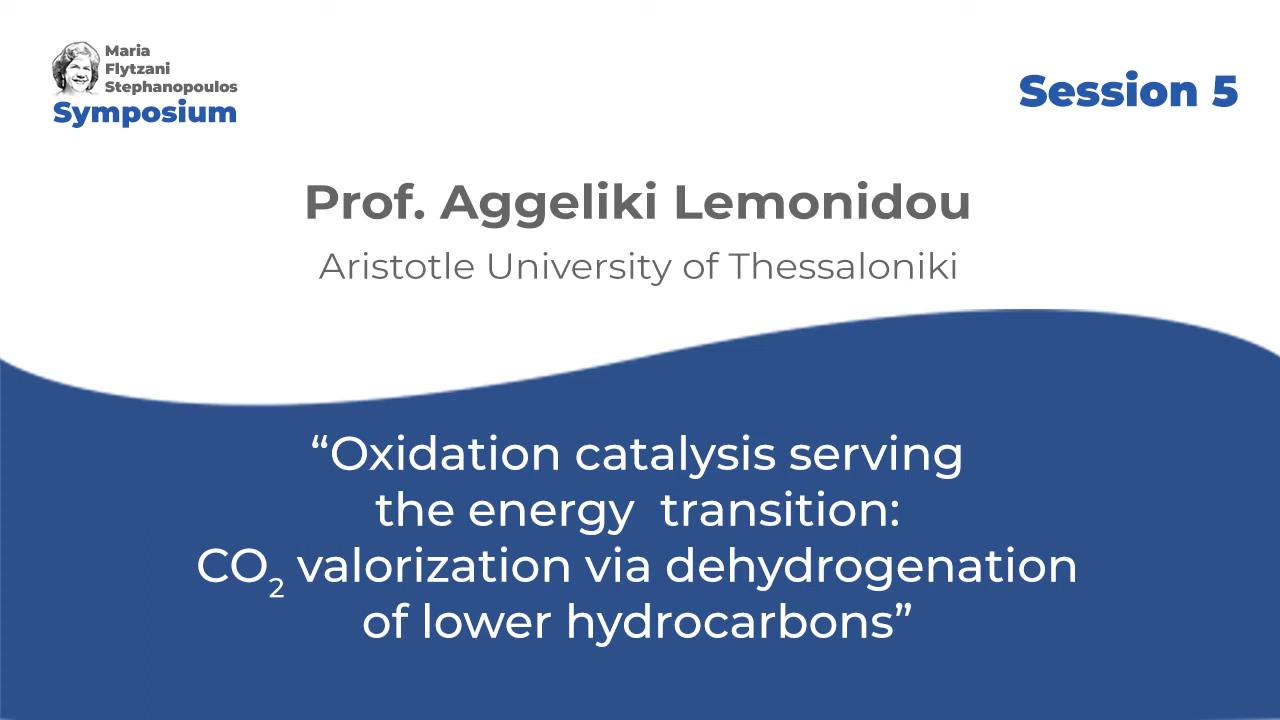 Maria
Flytzani
Stephanopoulos
Symposium
Session 5
Prof. Aggeliki Lemonidou
Aristotle University of Thessaloniki
“Oxidation catalysis serving
the energy  transition:
CO₂ valorization via dehydrogenation
of lower hydrocarbons”